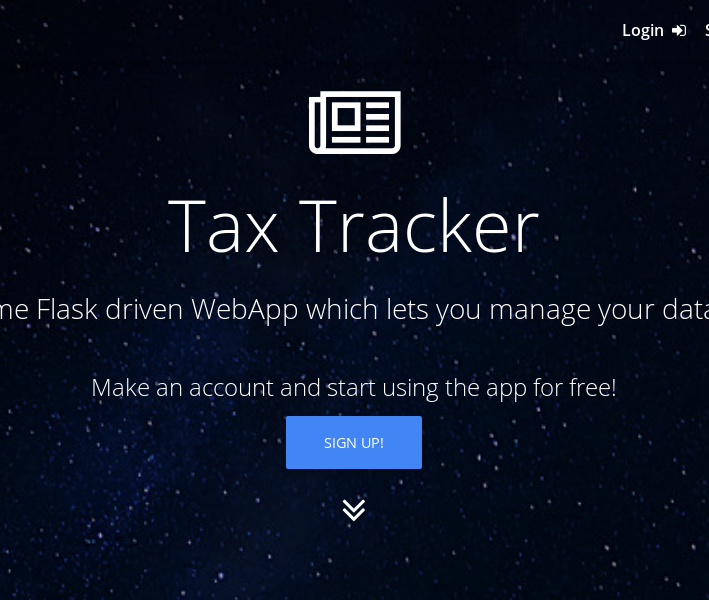 Login
Tax Tracker
Flask driven WebApp which lets you manage your data
Make an account and start using the app for free!
SIGN UP!